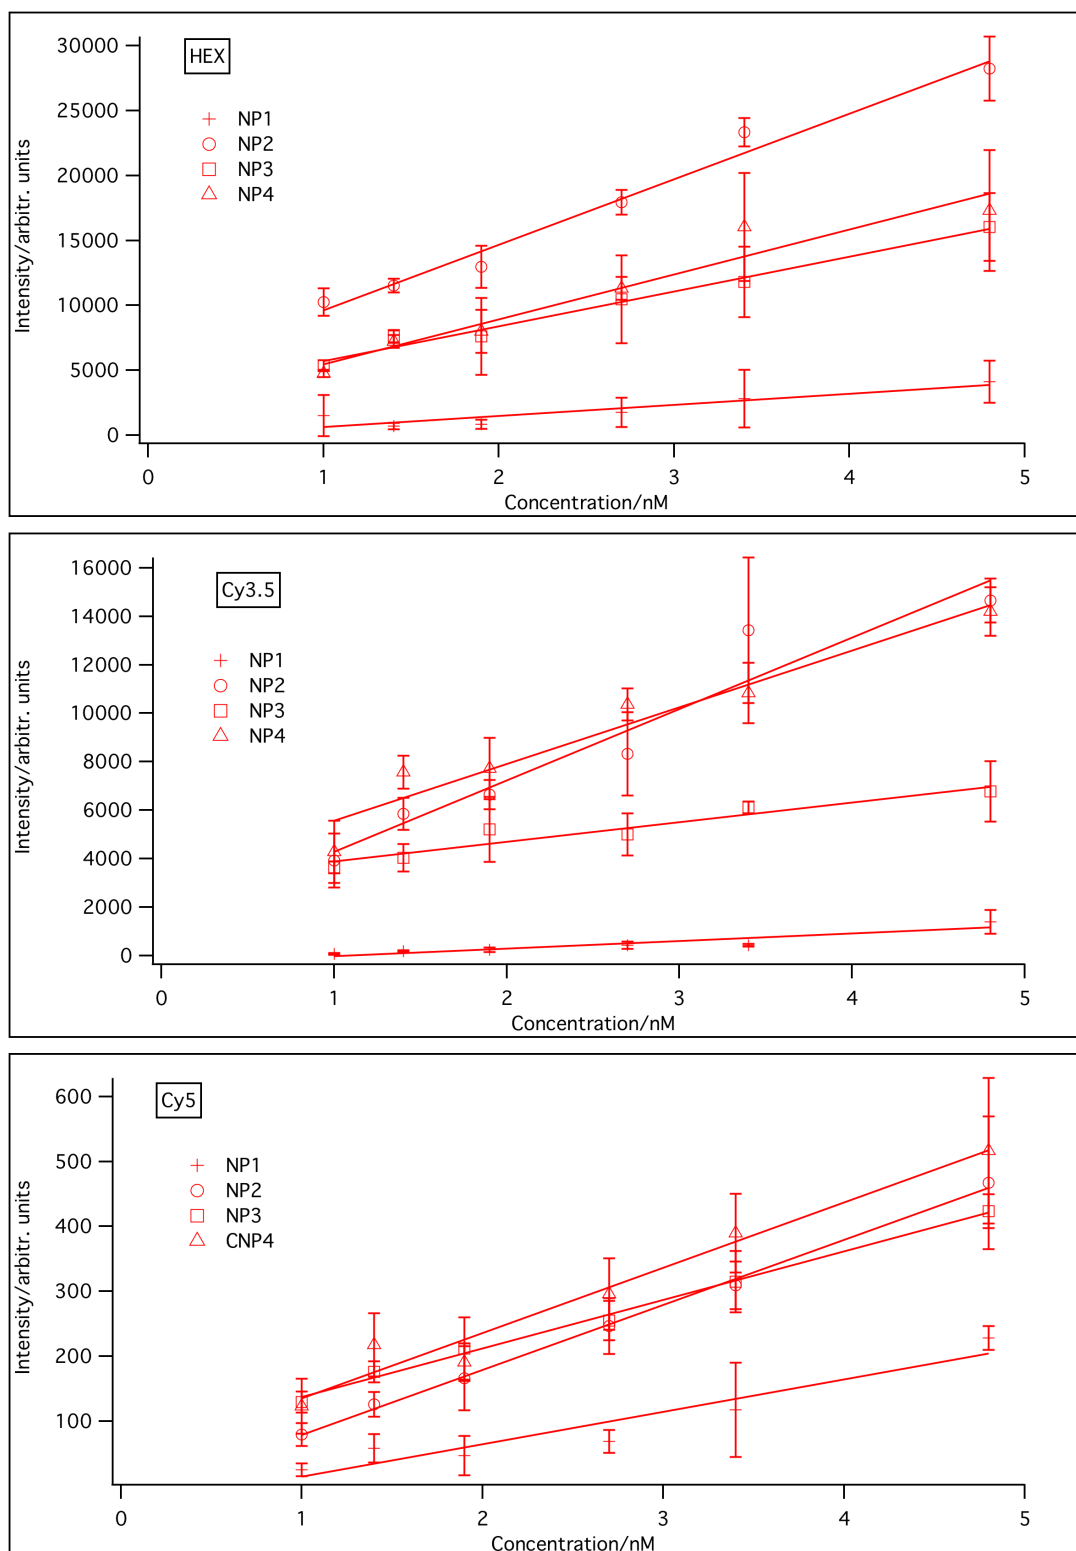 HEX
NP1
NP2
NP3
NP4
Intensity/arbitr. units
30000
25000
20000
15000
10000
5000
0
0 1 2 3 4 5
Concentration/nM
Cy3.5
NP1
NP2
NP3
NP4
Intensity/arbitr. units
16000
14000
12000
10000
8000
6000
4000
2000
0
0 1 2 3 4 5
Concentration/nM
Cy5
NP1
NP2
NP3
CNP4
Intensity/arbitr. units
600
500
400
300
200
100
0 1 2 3 4 5
Concentration/nM